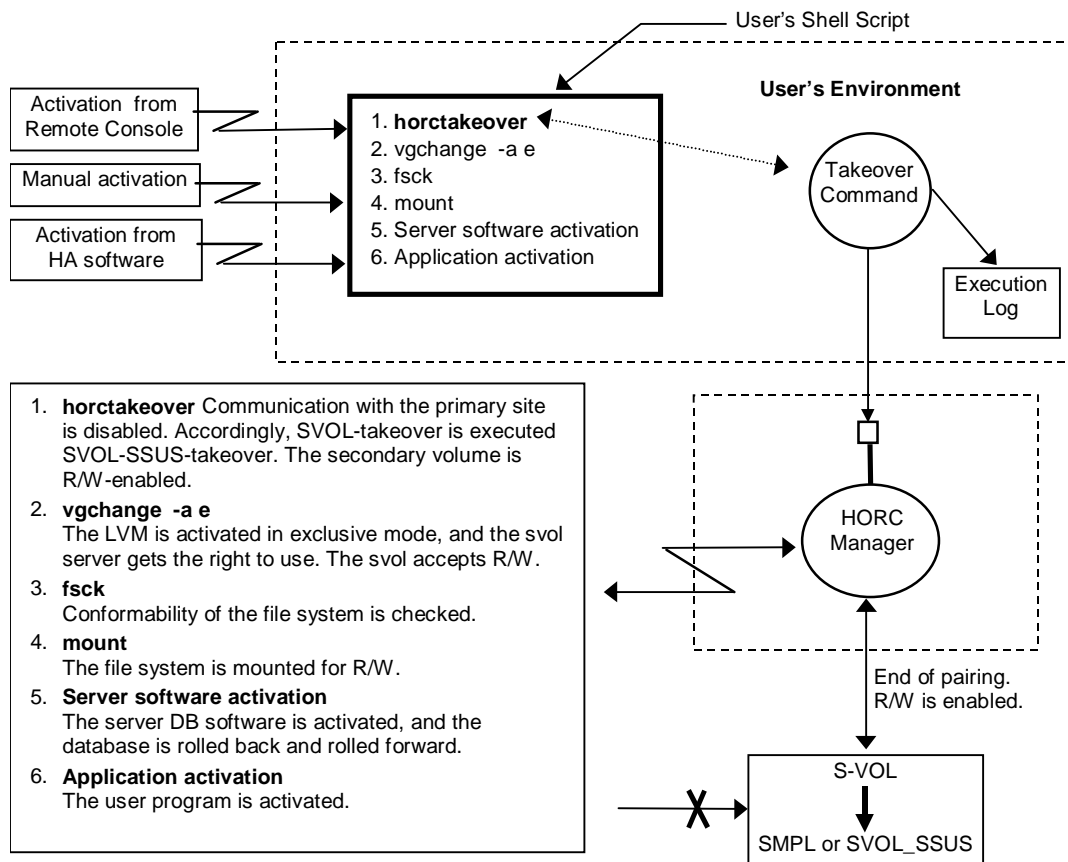 User's Shell Script
User's Environment
Activation from
Remote Console
Manual activation
Activation from
HA software
1. horctakeover
2. vgchange -a e
3. fsck
4. mount
5. Server software activation
6. Application activation
Takeover
Command
Execution
Log
1. horctakeover Communication with the primary site
is disabled. Accordingly, SVOL-takeover is executed
SVOL-SSUS-takeover. The secondary volume is
R/W-enabled.
2. vgchange -a e
The LVM is activated in exclusive mode, and the svol
server gets the right to use. The svol accepts R/W.
3. fsck
Conformability of the file system is checked.
4. mount
The file system is mounted for R/W.
5. Server software activation
The server DB software is activated, and the
database is rolled back and rolled forward.
6. Application activation
The user program is activated.
HORC
Manager
End of pairing.
R/W is enabled.
S-VOL
SMPL or SVOL_SSUS